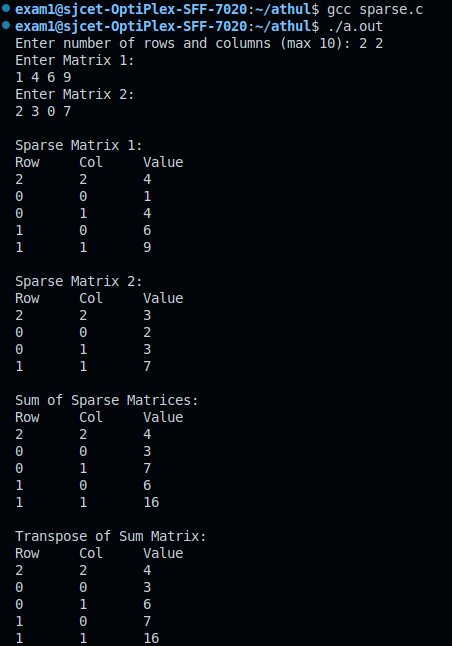 exam1@sjcet-OptiPlex-SFF-7020:~/athul$ gcc sparse.c
exam1@sjcet-OptiPlex-SFF-7020:~/athul$ ./a.out
Enter number of rows and columns (max 10): 2 2
Enter Matrix 1:
1 4 6 9
Enter Matrix 2:
2 3 0 7

Sparse Matrix 1:
Row     Col     Value
2       2       4
0       0       1
0       1       4
1       0       6
1       1       9

Sparse Matrix 2:
Row     Col     Value
2       2       3
0       0       2
0       1       3
1       1       7

Sum of Sparse Matrices:
Row     Col     Value
2       2       4
0       0       3
0       1       7
1       0       6
1       1       16

Transpose of Sum Matrix:
Row     Col     Value
2       2       4
0       0       3
0       1       6
1       0       7
1       1       16